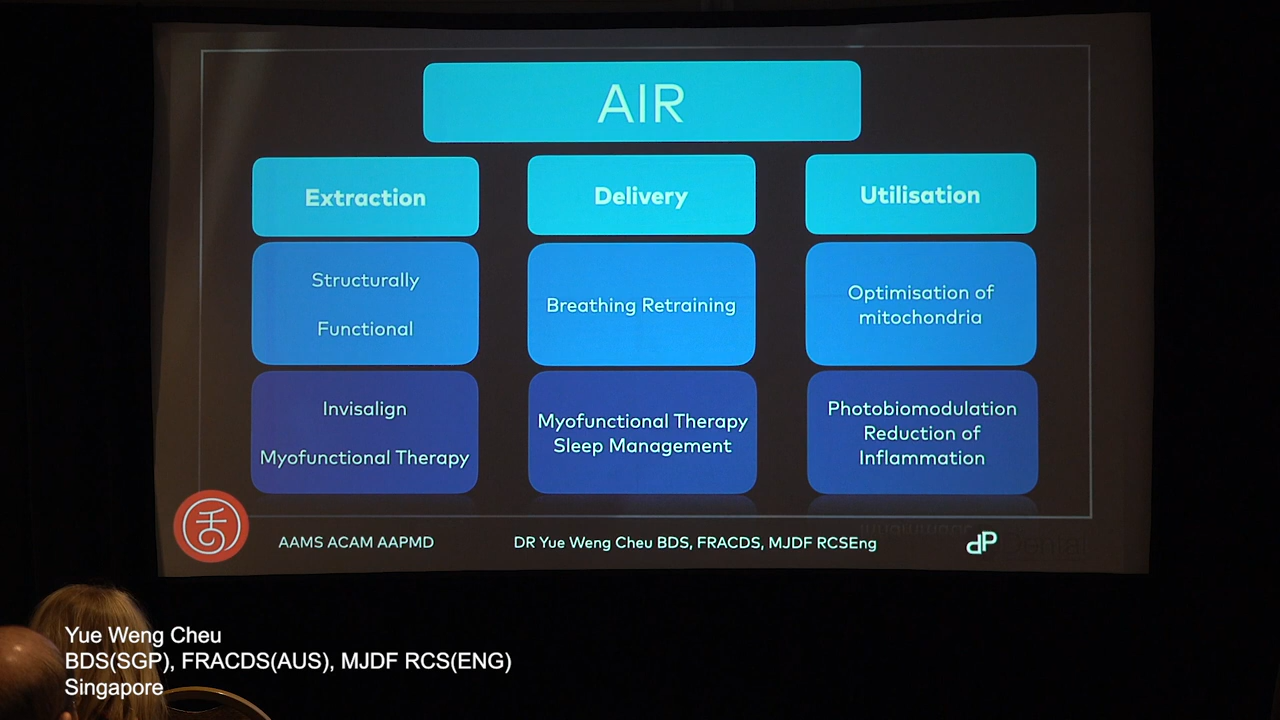 AIR
Extraction
Delivery
Utilisation
Structurally
Functional
Breathing Retraining
Optimisation of
mitochondria
Invisalign
Myofunctional Therapy
Myofunctional Therapy
Sleep Management
Photobiomodulation
Reduction of
Inflammation
舌
AAMS ACAM AAPMD
DR Yue Weng Cheu BDS, FRACDS, MJDF RCSEng
dP
Yue Weng Cheu
BDS(SGP), FRACDS(AUS), MJDF RCS(ENG)
Singapore